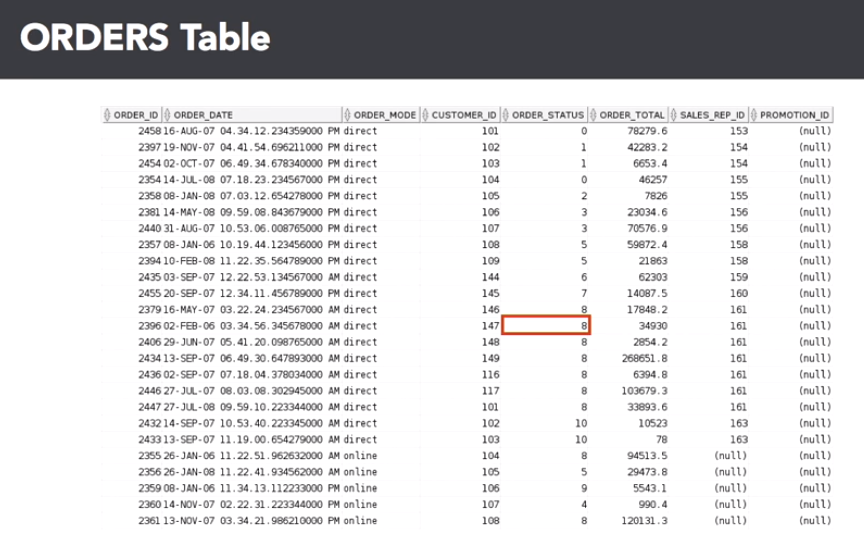 ORDERS Table
ORDER_ID ORDER_DATE ORDER_MODE CUSTOMER_ID ORDER_STATUS ORDER_TOTAL SALES_REP_ID PROMOTION_ID
2458 16-AUG-07 04.34.12.234359000 PM direct 101 0 78279.6 153 (null)
2397 19-NOV-07 04.41.54.696211000 PM direct 102 1 42283.2 154 (null)
2454 02-OCT-07 06.49.34.678340000 PM direct 103 1 6653.4 154 (null)
2354 14-JUL-08 07.18.23.234567000 PM direct 104 0 46257 155 (null)
2358 08-JAN-08 07.03.12.654278000 PM direct 105 2 7826 155 (null)
2381 14-MAY-08 09.59.08.843679000 PM direct 106 3 23034.6 156 (null)
2440 31-AUG-07 10.53.06.008765000 PM direct 107 3 70576.9 156 (null)
2357 08-JAN-06 10.19.44.123456000 PM direct 108 5 59872.4 158 (null)
2394 10-FEB-08 11.22.35.564789000 PM direct 109 5 21863 158 (null)
2435 03-SEP-07 12.22.53.134567000 AM direct 144 6 62303 159 (null)
2455 20-SEP-07 12.34.11.456789000 PM direct 145 7 14087.5 160 (null)
2379 16-MAY-07 03.22.24.234567000 AM direct 146 8 17848.2 161 (null)
2396 02-FEB-06 03.34.56.345678000 AM direct 147 8 34930 161 (null)
2406 29-JUN-07 05.41.20.098765000 AM direct 148 8 2854.2 161 (null)
2434 13-SEP-07 06.49.30.647893000 AM direct 149 8 268651.8 161 (null)
2436 02-SEP-07 07.18.04.378034000 AM direct 116 8 6394.8 161 (null)
2446 27-JUL-07 08.03.08.302945000 AM direct 117 8 103679.3 161 (null)
2447 27-JUL-08 09.59.10.223344000 AM direct 101 8 33893.6 161 (null)
2432 14-SEP-07 10.53.40.223345000 AM direct 102 10 10523 163 (null)
2433 13-SEP-07 11.19.00.654279000 AM direct 103 10 78 163 (null)
2355 26-JAN-06 11.22.51.962632000 AM online 104 8 94513.5 (null) (null)
2356 26-JAN-08 11.22.41.934562000 AM online 105 5 29473.8 (null) (null)
2359 08-JAN-06 11.34.13.112233000 PM online 106 9 5543.1 (null) (null)
2360 14-NOV-07 02.22.31.223344000 PM online 107 4 990.4 (null) (null)
2361 13-NOV-07 03.34.21.986210000 PM online 108 8 120131.3 (null) (null)